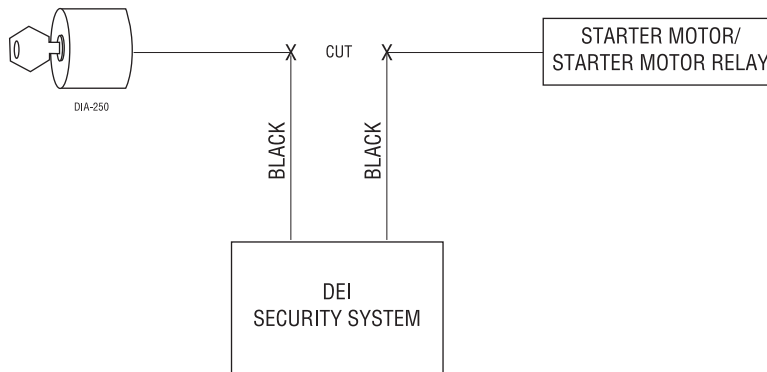 CUT
STARTER MOTOR/
STARTER MOTOR RELAY
DIA-250
BLACK
BLACK
DEI
SECURITY SYSTEM